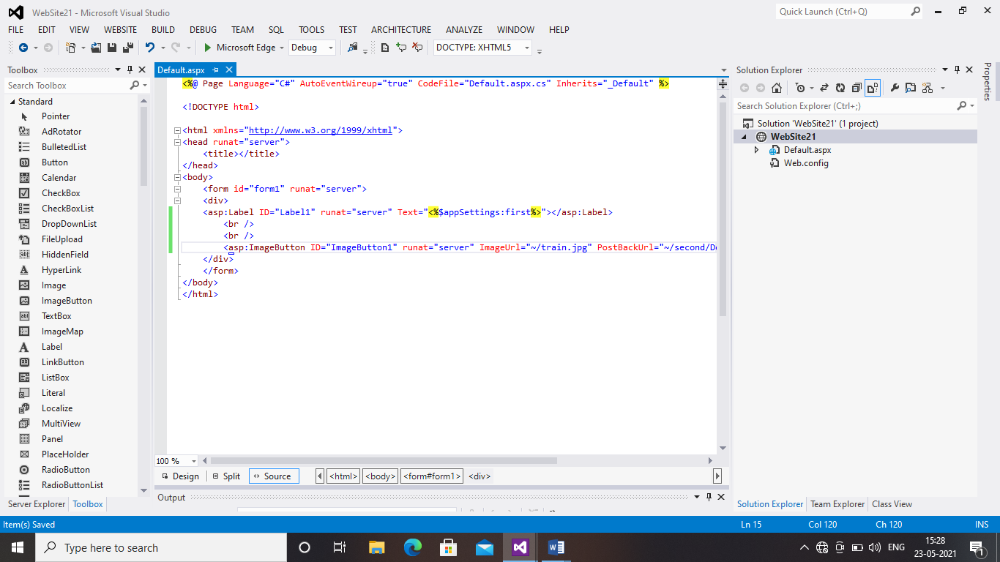 WebSite21 - Microsoft Visual Studio
Quick Launch (Ctrl+Q)
FILE EDIT VIEW WEBSITE BUILD DEBUG TEAM SQL TOOLS TEST ARCHITECTURE ANALYZE WINDOW HELP
Microsoft Edge Debug DOCTYPE: XHTML5
Toolbox
Search Toolbox
Standard
Pointer
AdRotator
BulletedList
Button
Calendar
CheckBox
CheckBoxList
DropDownList
FileUpload
HiddenField
HyperLink
Image
ImageButton
TextBox
ImageMap
Label
LinkButton
ListBox
Literal
Localize
MultiView
Panel
PlaceHolder
RadioButton
RadioButtonList
Server Explorer Toolbox
Default.aspx
<%@ Page Language="C#" AutoEventWireup="true" CodeFile="Default.aspx.cs" Inherits="_Default" %>
<!DOCTYPE html>
<html xmlns="http://www.w3.org/1999/xhtml">
<head runat="server">
<title></title>
</head>
<body>
<form id="form1" runat="server">
<div>
<asp:Label ID="Label1" runat="server" Text="<%$appSettings:first%>"></asp:Label>
<br />
<br />
<asp:ImageButton ID="ImageButton1" runat="server" ImageUrl="~/train.jpg" PostBackUrl="~/second/De
</div>
</form>
</body>
</html>
100 %
Design Split Source <html> <body> <form#form1> <div>
Output
Solution Explorer
Search Solution Explorer (Ctrl+;)
Solution 'WebSite21' (1 project)
WebSite21
Default.aspx
Web.config
Solution Explorer Team Explorer Class View
Properties
Item(s) Saved Ln 15 Col 120 Ch 120 INS
Type here to search
ENG
15:28
23-05-2021
1